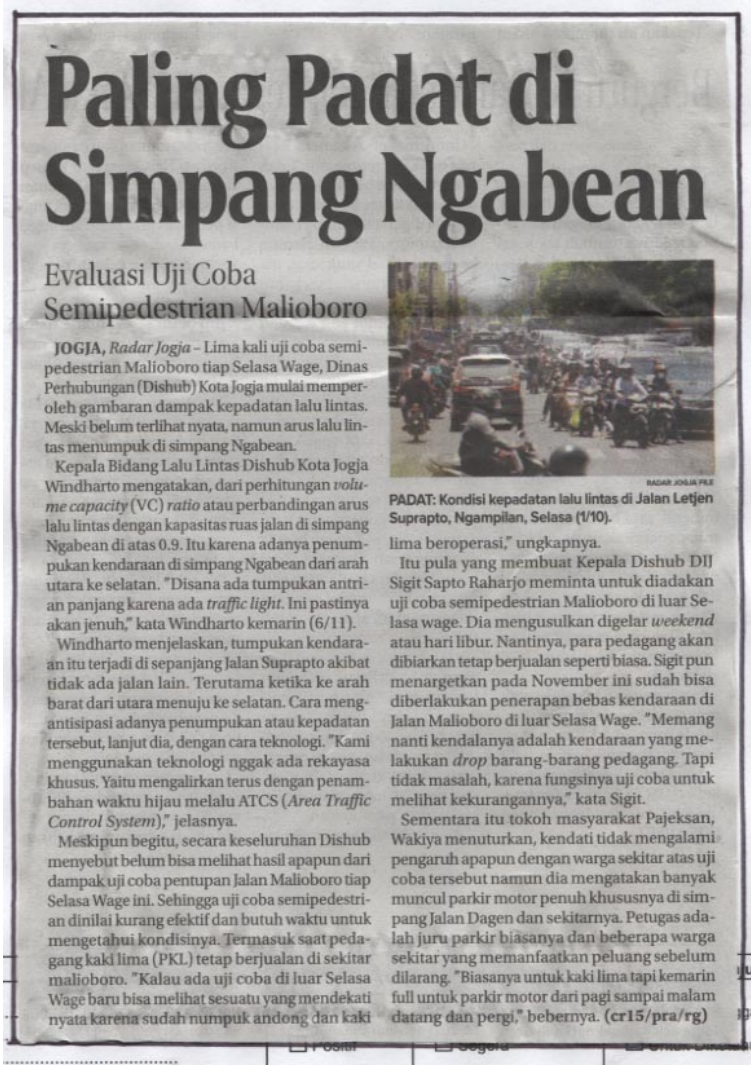 Paling Padat di
Simpang Ngabean
Evaluasi Uji Coba
Semipedestrian Malioboro
JOGJA, Radar Jogja – Lima kali uji coba semi-
pedestrian Malioboro tiap Selasa Wage, Dinas
Perhubungan (Dishub) Kota Jogja mulai memper-
oleh gambaran dampak kepadatan lalu lintas.
Meski belum terlihat nyata, namun arus lalu lin-
tas menumpuk di simpang Ngabean.
Kepala Bidang Lalu Lintas Dishub Kota Jogja
Windharto mengatakan, dari perhitungan volu-
me capacity (VC) ratio atau perbandingan arus
lalu lintas dengan kapasitas ruas jalan di simpang
Ngabean di atas 0.9. Itu karena adanya penum-
pukan kendaraan di simpang Ngabean dari arah
utara ke selatan. "Disana ada tumpukan antri-
an panjang karena ada traffic light. Ini pastinya
akan jenuh," kata Windharto kemarin (6/11).
Windharto menjelaskan, tumpukan kendara-
an itu terjadi di sepanjang Jalan Suprapto akibat
tidak ada jalan lain. Terutama ketika ke arah
barat dari utara menuju ke selatan. Cara meng-
antisipasi adanya penumpukan atau kepadatan
tersebut, lanjut dia, dengan cara teknologi. "Kami
menggunakan teknologi nggak ada rekayasa
khusus. Yaitu mengalirkan terus dengan penam-
bahan waktu hijau melalu ATCS (Area Traffic
Control System)," jelasnya.
Meskipun begitu, secara keseluruhan Dishub
menyebut belum bisa melihat hasil apapun dari
dampak uji coba pentupan Jalan Malioboro tiap
Selasa Wage ini. Sehingga uji coba semipedestri-
an dinilai kurang efektif dan butuh waktu untuk
mengetahui kondisinya. Termasuk saat peda-
gang kaki lima (PKL) tetap berjualan di sekitar
malioboro. "Kalau ada uji coba di luar Selasa
Wage baru bisa melihat sesuatu yang mendekati
nyata karena sudah numpuk andong dan kaki
RADAR JOGJA FILE
PADAT: Kondisi kepadatan lalu lintas di Jalan Letjen
Suprapto, Ngampilan, Selasa (1/10).
lima beroperasi," ungkapnya.
Itu pula yang membuat Kepala Dishub DIJ
Sigit Sapto Raharjo meminta untuk diadakan
uji coba semipedestrian Malioboro di luar Se-
lasa wage. Dia mengusulkan digelar weekend
atau hari libur. Nantinya, para pedagang akan
dibiarkan tetap berjualan seperti biasa. Sigit pun
menargetkan pada November ini sudah bisa
diberlakukan penerapan bebas kendaraan di
Jalan Malioboro di luar Selasa Wage. "Memang
nanti kendalanya adalah kendaraan yang me-
lakukan drop barang-barang pedagang. Tapi
tidak masalah, karena fungsinya uji coba untuk
melihat kekurangannya," kata Sigit.
Sementara itu tokoh masyarakat Pajeksan,
Wakiya menuturkan, kendati tidak mengalami
pengaruh apapun dengan warga sekitar atas uji
coba tersebut namun dia mengatakan banyak
muncul parkir motor penuh khususnya di sim-
pang Jalan Dagen dan sekitarnya. Petugas ada-
lah juru parkir biasanya dan beberapa warga
sekitar yang memanfaatkan peluang sebelum
dilarang. "Biasanya untuk kaki lima tapi kemarin
full untuk parkir motor dari pagi sampai malam
datang dan pergi," bebernya. (cr15/pra/rg)